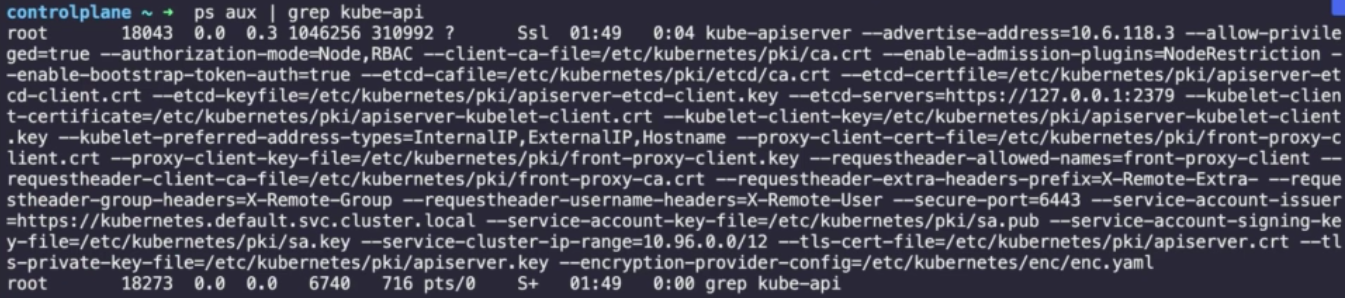 controlplane ~ ➜  ps aux | grep kube-api
root       18043  0.0  0.3 1046256 310992 ?      Ssl  01:49   0:04 kube-apiserver --advertise-address=10.6.118.3 --allow-privile
ged=true --authorization-mode=Node,RBAC --client-ca-file=/etc/kubernetes/pki/ca.crt --enable-admission-plugins=NodeRestriction -
-enable-bootstrap-token-auth=true --etcd-cafile=/etc/kubernetes/pki/etcd/ca.crt --etcd-certfile=/etc/kubernetes/pki/apiserver-et
cd-client.crt --etcd-keyfile=/etc/kubernetes/pki/apiserver-etcd-client.key --etcd-servers=https://127.0.0.1:2379 --kubelet-clien
t-certificate=/etc/kubernetes/pki/apiserver-kubelet-client.crt --kubelet-client-key=/etc/kubernetes/pki/apiserver-kubelet-client
.key --kubelet-preferred-address-types=InternalIP,ExternalIP,Hostname --proxy-client-cert-file=/etc/kubernetes/pki/front-proxy-c
lient.crt --proxy-client-key-file=/etc/kubernetes/pki/front-proxy-client.key --requestheader-allowed-names=front-proxy-client --
requestheader-client-ca-file=/etc/kubernetes/pki/front-proxy-ca.crt --requestheader-extra-headers-prefix=X-Remote-Extra- --reque
stheader-group-headers=X-Remote-Group --requestheader-username-headers=X-Remote-User --secure-port=6443 --service-account-issuer
=https://kubernetes.default.svc.cluster.local --service-account-key-file=/etc/kubernetes/pki/sa.pub --service-account-signing-ke
y-file=/etc/kubernetes/pki/sa.key --service-cluster-ip-range=10.96.0.0/12 --tls-cert-file=/etc/kubernetes/pki/apiserver.crt --tl
s-private-key-file=/etc/kubernetes/pki/apiserver.key --encryption-provider-config=/etc/kubernetes/enc/enc.yaml
root       18273  0.0  0.0   6740   716 pts/0    S+   01:49   0:00 grep kube-api